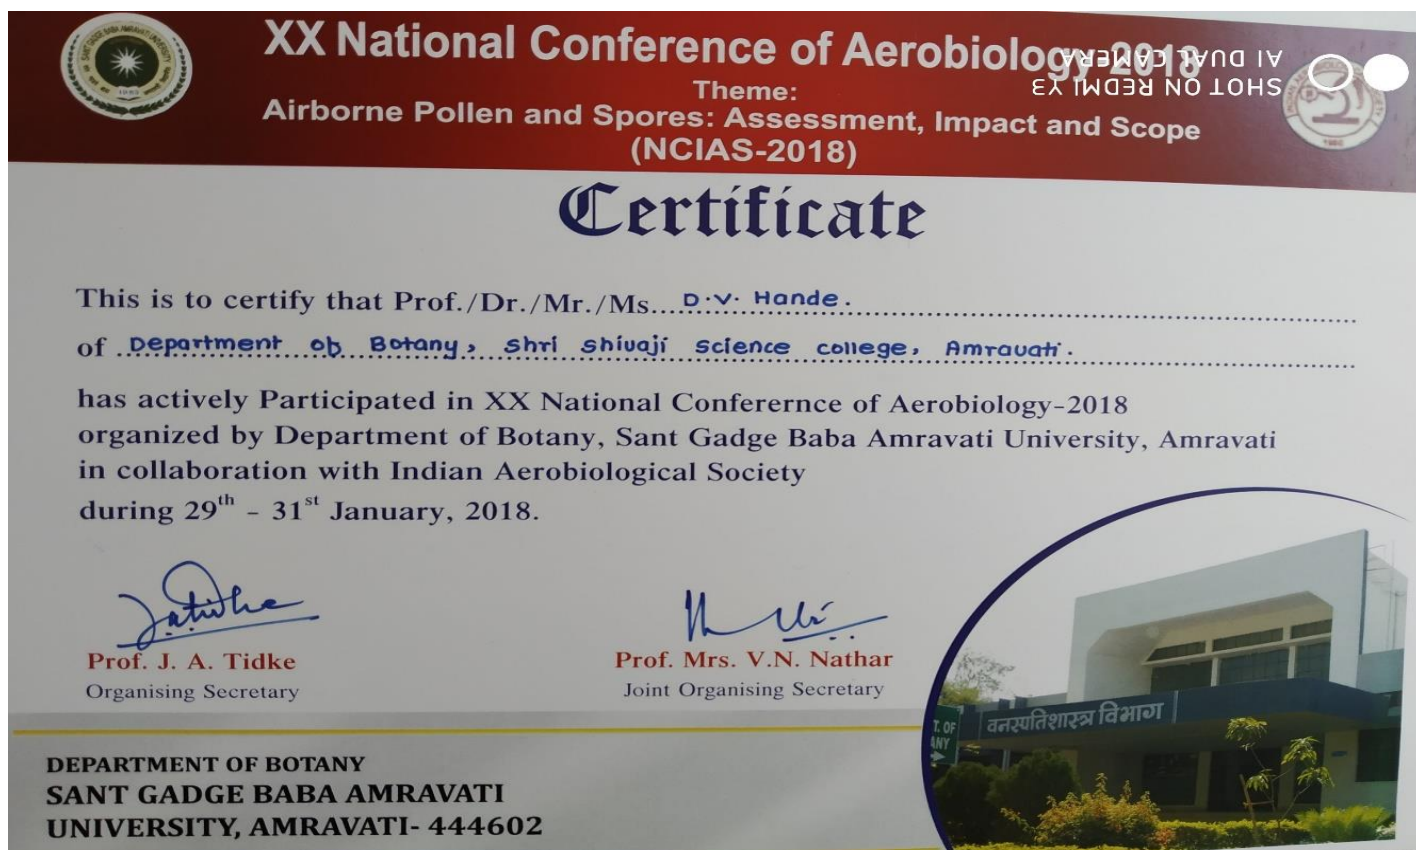 XX National Conference of Aerobiology-2018
Theme:
Airborne Pollen and Spores: Assessment, Impact and Scope
(NCIAS-2018)
SHOT ON REDMI Y3
AI DUAL CAMERA
Certificate
This is to certify that Prof./Dr./Mr./Ms... D.V. Hande.
of Department of Botany, Shri Shivaji Science college, Amravati.
has actively Participated in XX National Conferernce of Aerobiology-2018
organized by Department of Botany, Sant Gadge Baba Amravati University, Amravati
in collaboration with Indian Aerobiological Society
during 29th - 31st January, 2018.
Prof. J. A. Tidke
Organising Secretary
Prof. Mrs. V.N. Nathar
Joint Organising Secretary
वनस्पतिशास्त्र विभाग
DEPARTMENT OF BOTANY
SANT GADGE BABA AMRAVATI
UNIVERSITY, AMRAVATI- 444602